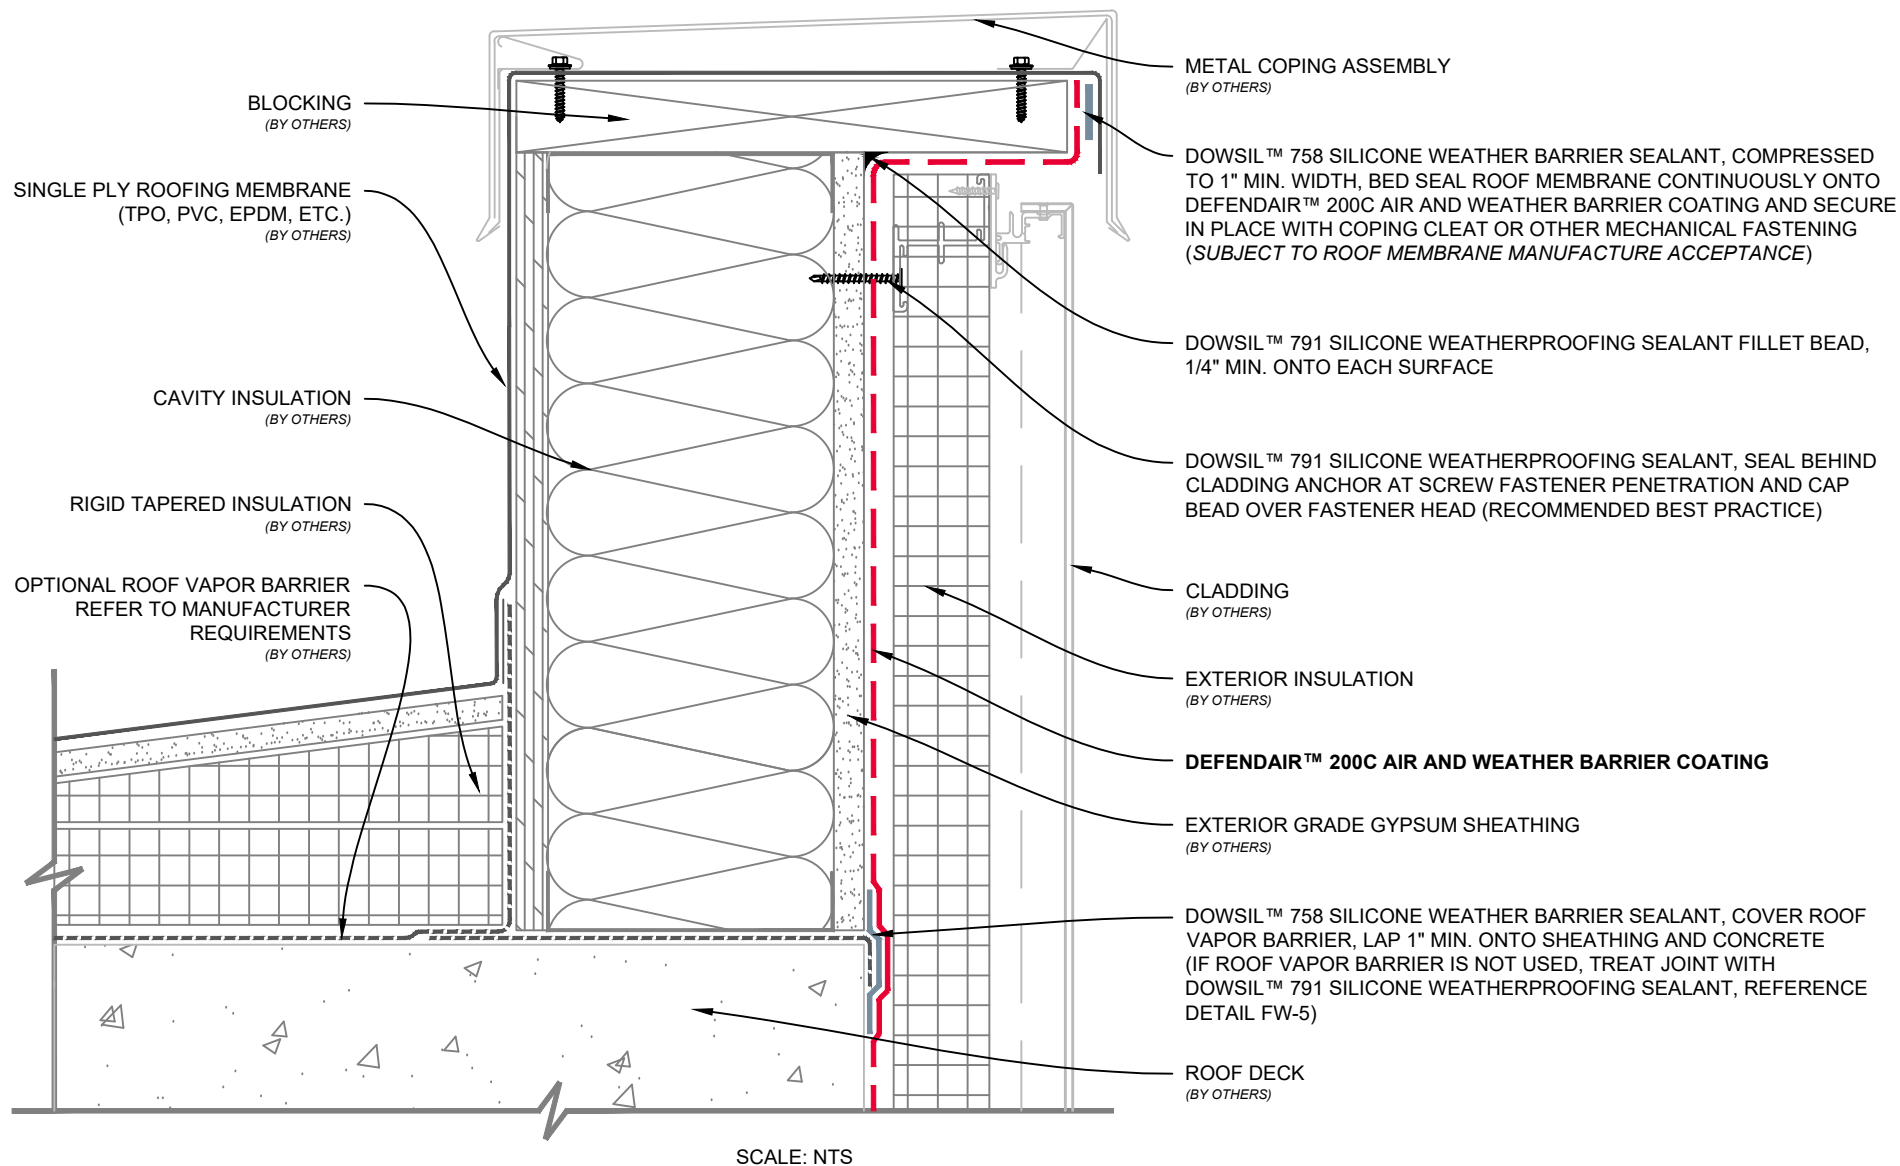 BLOCKING
(BY OTHERS)
SINGLE PLY ROOFING MEMBRANE
(TPO, PVC, EPDM, ETC.)
(BY OTHERS)
CAVITY INSULATION
(BY OTHERS)
RIGID TAPERED INSULATION
(BY OTHERS)
OPTIONAL ROOF VAPOR BARRIER
REFER TO MANUFACTURER
REQUIREMENTS
(BY OTHERS)
METAL COPING ASSEMBLY
(BY OTHERS)
DOWSIL™ 758 SILICONE WEATHER BARRIER SEALANT, COMPRESSED
TO 1" MIN. WIDTH, BED SEAL ROOF MEMBRANE CONTINUOUSLY ONTO
DEFENDAIR™ 200C AIR AND WEATHER BARRIER COATING AND SECURE
IN PLACE WITH COPING CLEAT OR OTHER MECHANICAL FASTENING
(SUBJECT TO ROOF MEMBRANE MANUFACTURE ACCEPTANCE)
DOWSIL™ 791 SILICONE WEATHERPROOFING SEALANT FILLET BEAD,
1/4" MIN. ONTO EACH SURFACE
DOWSIL™ 791 SILICONE WEATHERPROOFING SEALANT, SEAL BEHIND
CLADDING ANCHOR AT SCREW FASTENER PENETRATION AND CAP
BEAD OVER FASTENER HEAD (RECOMMENDED BEST PRACTICE)
CLADDING
(BY OTHERS)
EXTERIOR INSULATION
(BY OTHERS)
DEFENDAIR™ 200C AIR AND WEATHER BARRIER COATING
EXTERIOR GRADE GYPSUM SHEATHING
(BY OTHERS)
DOWSIL™ 758 SILICONE WEATHER BARRIER SEALANT, COVER ROOF
VAPOR BARRIER, LAP 1" MIN. ONTO SHEATHING AND CONCRETE
(IF ROOF VAPOR BARRIER IS NOT USED, TREAT JOINT WITH
DOWSIL™ 791 SILICONE WEATHERPROOFING SEALANT, REFERENCE
DETAIL FW-5)
ROOF DECK
(BY OTHERS)
SCALE: NTS